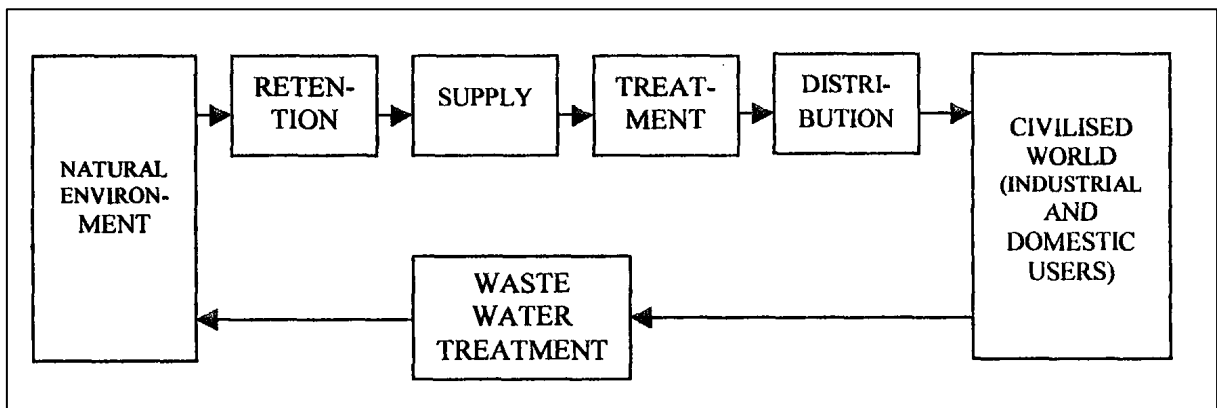 NATURAL
ENVIRON-
MENT
RETEN-
TION
SUPPLY
TREAT-
MENT
DISTRI-
BUTION
CIVILISED
WORLD
(INDUSTRIAL
AND
DOMESTIC
USERS)
WASTE
WATER
TREATMENT